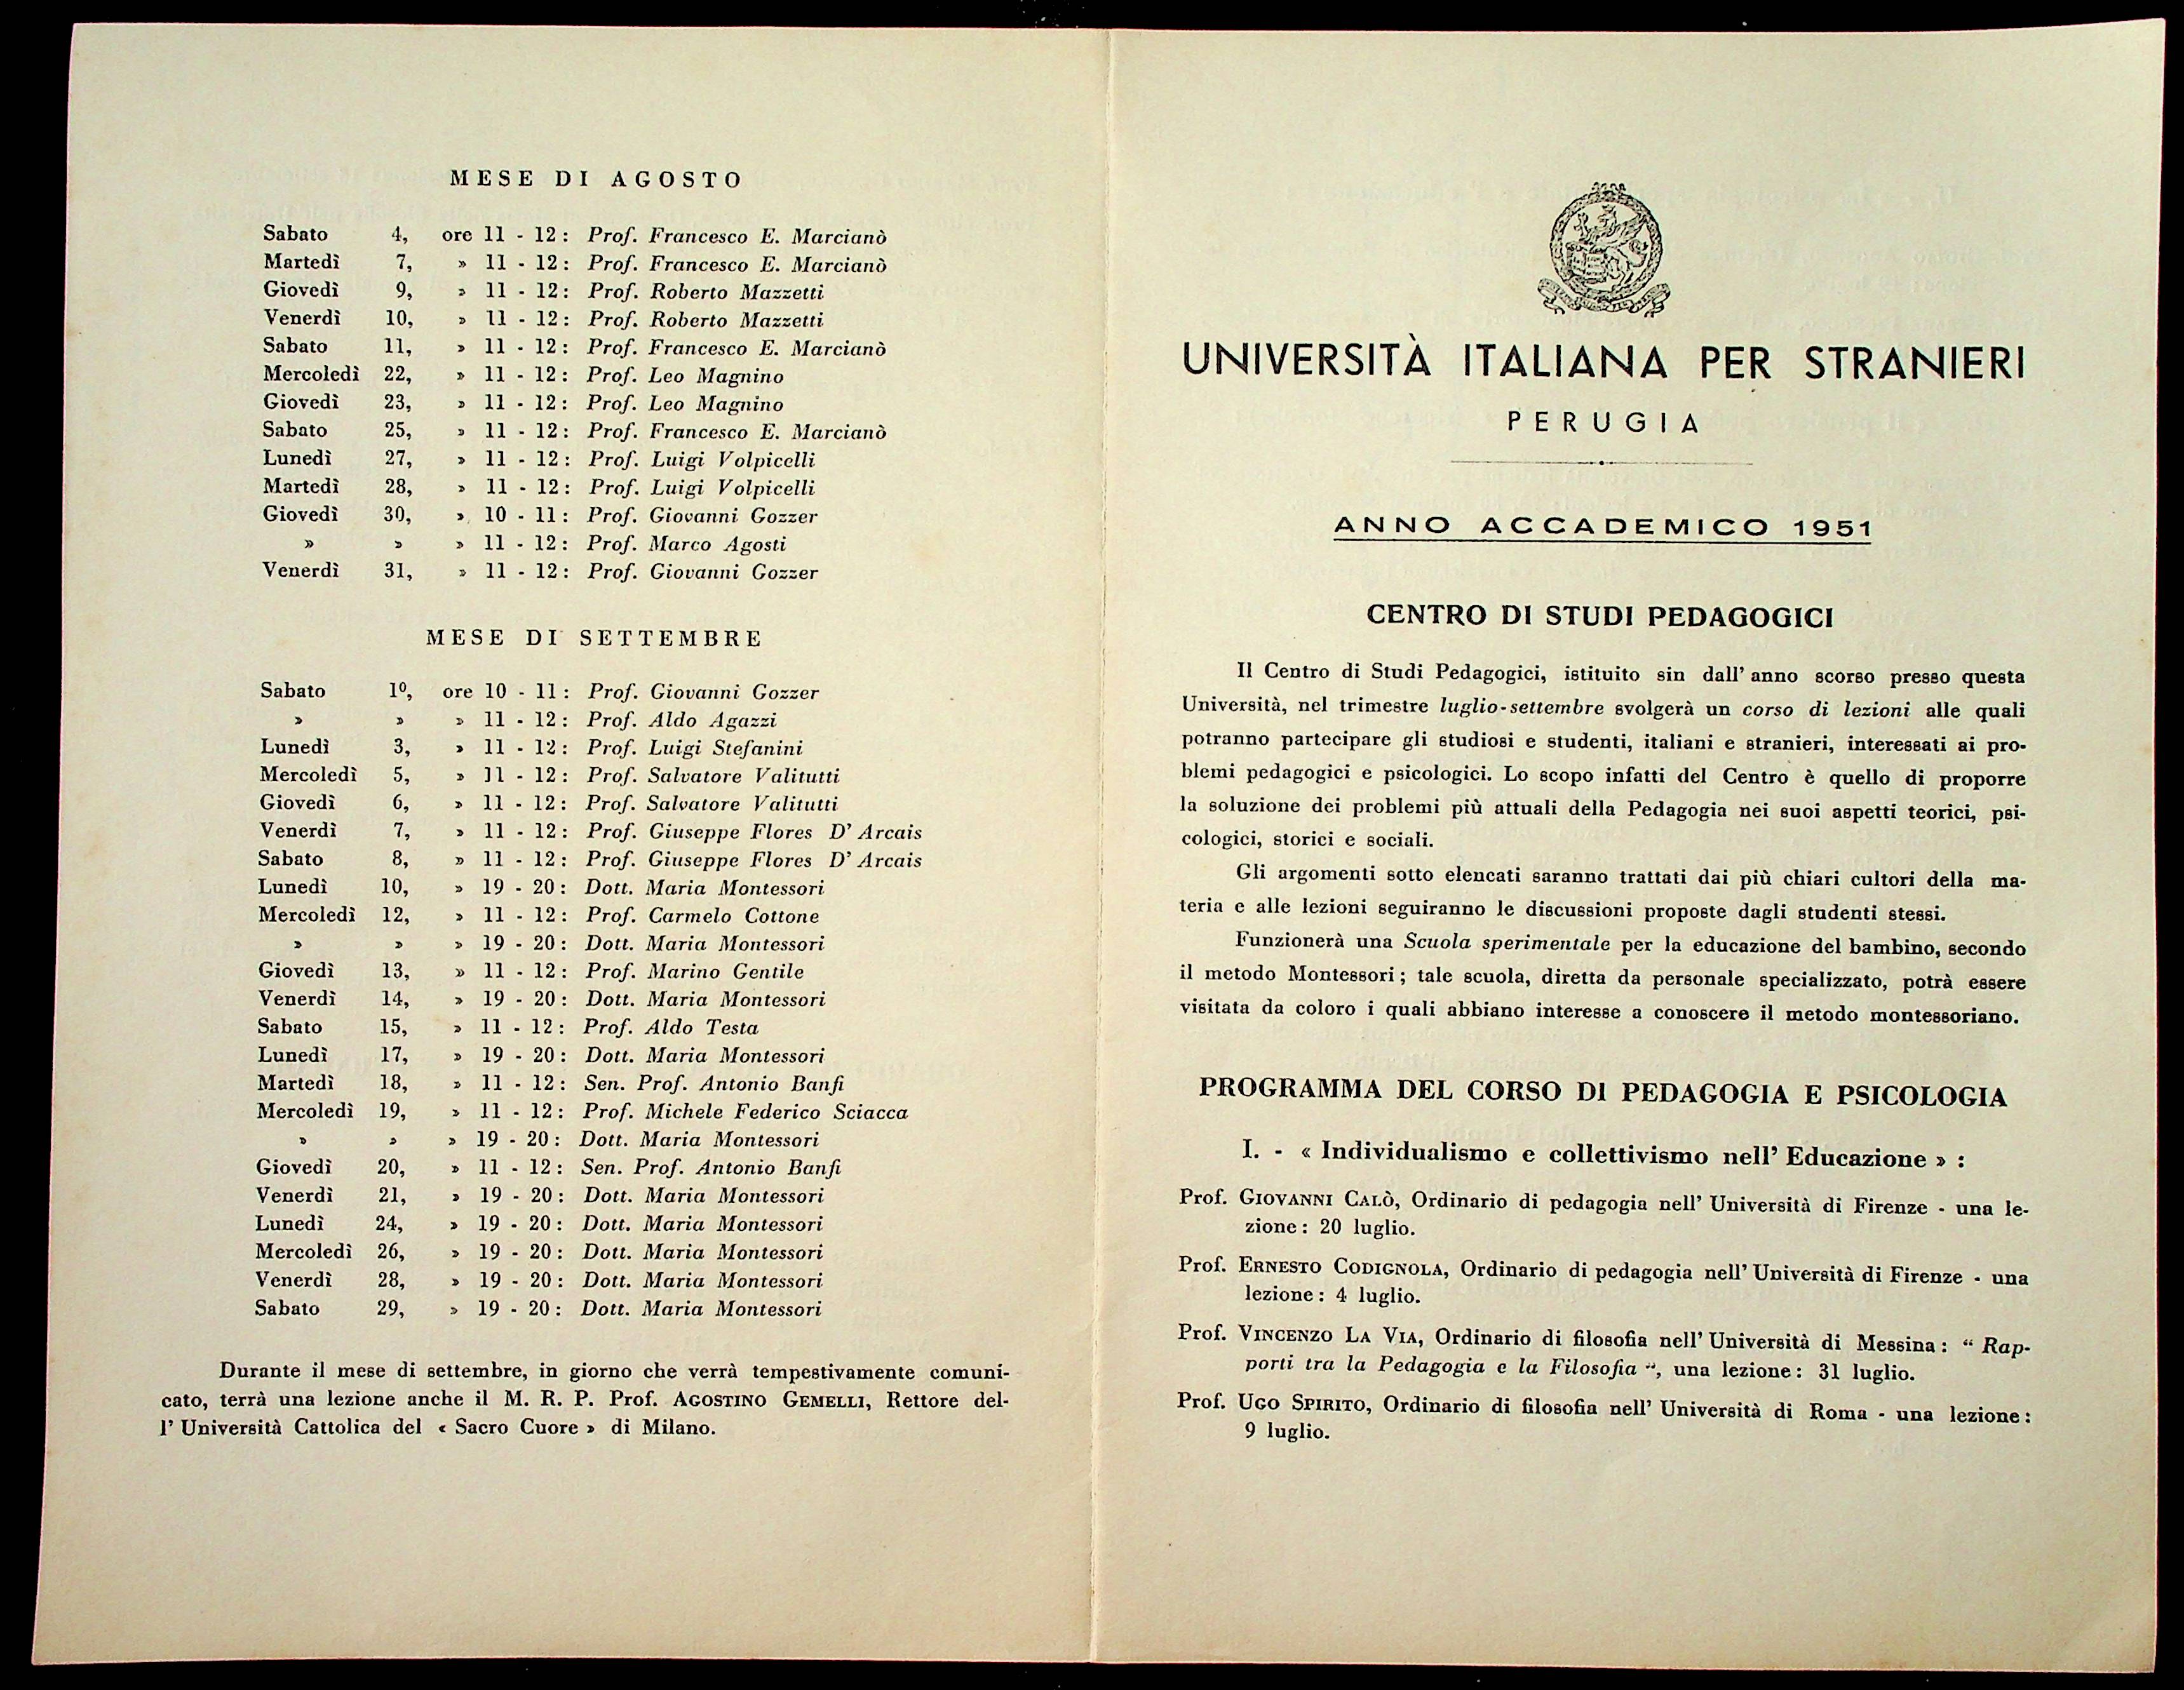 MESE DI AGOSTO
Sabato 4, ore 11 - 12: Prof. Francesco E. Marcianò
Martedì 7, » 11 - 12: Prof. Francesco E. Marcianò
Giovedì 9, » 11 - 12: Prof. Roberto Mazzetti
Venerdì 10, » 11 - 12: Prof. Roberto Mazzetti
Sabato 11, » 11 - 12: Prof. Francesco E. Marcianò
Mercoledì 22, » 11 - 12: Prof. Leo Magnino
Giovedì 23, » 11 - 12: Prof. Leo Magnino
Sabato 25, » 11 - 12: Prof. Francesco E. Marcianò
Lunedì 27, » 11 - 12: Prof. Luigi Volpicelli
Martedì 28, » 11 - 12: Prof. Luigi Volpicelli
Giovedì 30, » 10 - 11: Prof. Giovanni Gozzer
» » » 11 - 12: Prof. Marco Agosti
Venerdì 31, » 11 - 12: Prof. Giovanni Gozzer
MESE DI SETTEMBRE
Sabato 1º, ore 10 - 11: Prof. Giovanni Gozzer
» » » 11 - 12: Prof. Aldo Agazzi
Lunedì 3, » 11 - 12: Prof. Luigi Stefanini
Mercoledì 5, » 11 - 12: Prof. Salvatore Valitutti
Giovedì 6, » 11 - 12: Prof. Salvatore Valitutti
Venerdì 7, » 11 - 12: Prof. Giuseppe Flores D' Arcais
Sabato 8, » 11 - 12: Prof. Giuseppe Flores D' Arcais
Lunedì 10, » 19 - 20: Dott. Maria Montessori
Mercoledì 12, » 11 - 12: Prof. Carmelo Cottone
» » » 19 - 20: Dott. Maria Montessori
Giovedì 13, » 11 - 12: Prof. Marino Gentile
Venerdì 14, » 19 - 20: Dott. Maria Montessori
Sabato 15, » 11 - 12: Prof. Aldo Testa
Lunedì 17, » 19 - 20: Dott. Maria Montessori
Martedì 18, » 11 - 12: Sen. Prof. Antonio Banfi
Mercoledì 19, » 11 - 12: Prof. Michele Federico Sciacca
» » » 19 - 20: Dott. Maria Montessori
Giovedì 20, » 11 - 12: Sen. Prof. Antonio Banfi
Venerdì 21, » 19 - 20: Dott. Maria Montessori
Lunedì 24, » 19 - 20: Dott. Maria Montessori
Mercoledì 26, » 19 - 20: Dott. Maria Montessori
Venerdì 28, » 19 - 20: Dott. Maria Montessori
Sabato 29, » 19 - 20: Dott. Maria Montessori
Durante il mese di settembre, in giorno che verrà tempestivamente comuni-
cato, terrà una lezione anche il M. R. P. Prof. AGOSTINO GEMELLI, Rettore del-
l' Università Cattolica del « Sacro Cuore » di Milano.
UNIVERSITÀ ITALIANA PER STRANIERI
PERUGIA
ANNO ACCADEMICO 1951
CENTRO DI STUDI PEDAGOGICI
Il Centro di Studi Pedagogici, istituito sin dall' anno scorso presso questa
Università, nel trimestre luglio-settembre svolgerà un corso di lezioni alle quali
potranno partecipare gli studiosi e studenti, italiani e stranieri, interessati ai pro-
blemi pedagogici e psicologici. Lo scopo infatti del Centro è quello di proporre
la soluzione dei problemi più attuali della Pedagogia nei suoi aspetti teorici, psi-
cologici, storici e sociali.
Gli argomenti sotto elencati saranno trattati dai più chiari cultori della ma-
teria e alle lezioni seguiranno le discussioni proposte dagli studenti stessi.
Funzionerà una Scuola sperimentale per la educazione del bambino, secondo
il metodo Montessori; tale scuola, diretta da personale specializzato, potrà essere
visitata da coloro i quali abbiano interesse a conoscere il metodo montessoriano.
PROGRAMMA DEL CORSO DI PEDAGOGIA E PSICOLOGIA
I. - « Individualismo e collettivismo nell' Educazione » :
Prof. GIOVANNI CALÒ, Ordinario di pedagogia nell' Università di Firenze - una le-
zione: 20 luglio.
Prof. ERNESTO CODIGNOLA, Ordinario di pedagogia nell' Università di Firenze - una
lezione: 4 luglio.
Prof. VINCENZO LA VIA, Ordinario di filosofia nell' Università di Messina: “ Rap-
porti tra la Pedagogia e la Filosofia “, una lezione: 31 luglio.
Prof. UGO SPIRITO, Ordinario di filosofia nell' Università di Roma - una lezione:
9 luglio.